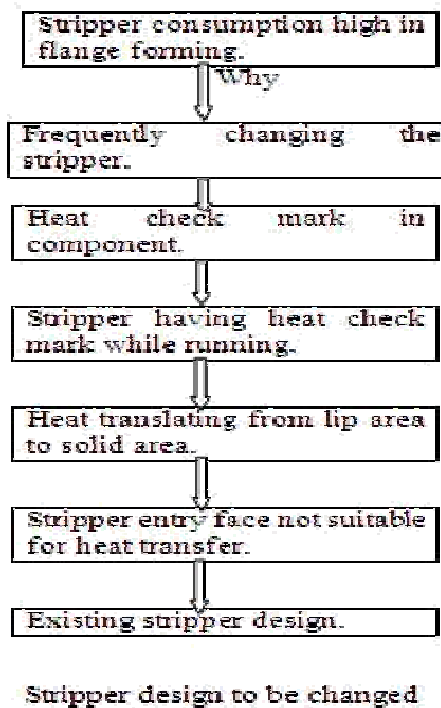 Stripper consumption high in
flange forming.
Why
Frequently changing the
stripper.
Heat check mark in
component.
Stripper having heat check
mark while running.
Heat translating from lip area
to solid area.
Stripper entry face not suitable
for heat transfer.
Existing stripper design.
Stripper design to be changed